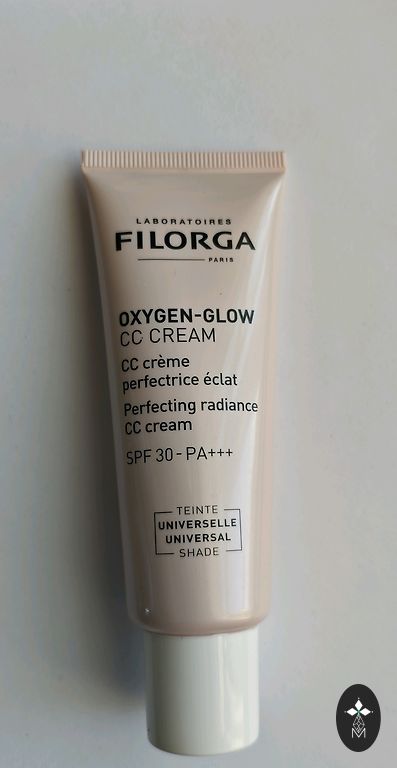 LABORATOIRES
FILORGA
PARIS
OXYGEN-GLOW
CC CREAM
CC crème
perfectrice éclat
Perfecting radiance
CC cream
SPF 30 - PA+++
TEINTE
UNIVERSELLE
UNIVERSAL
SHADE
M